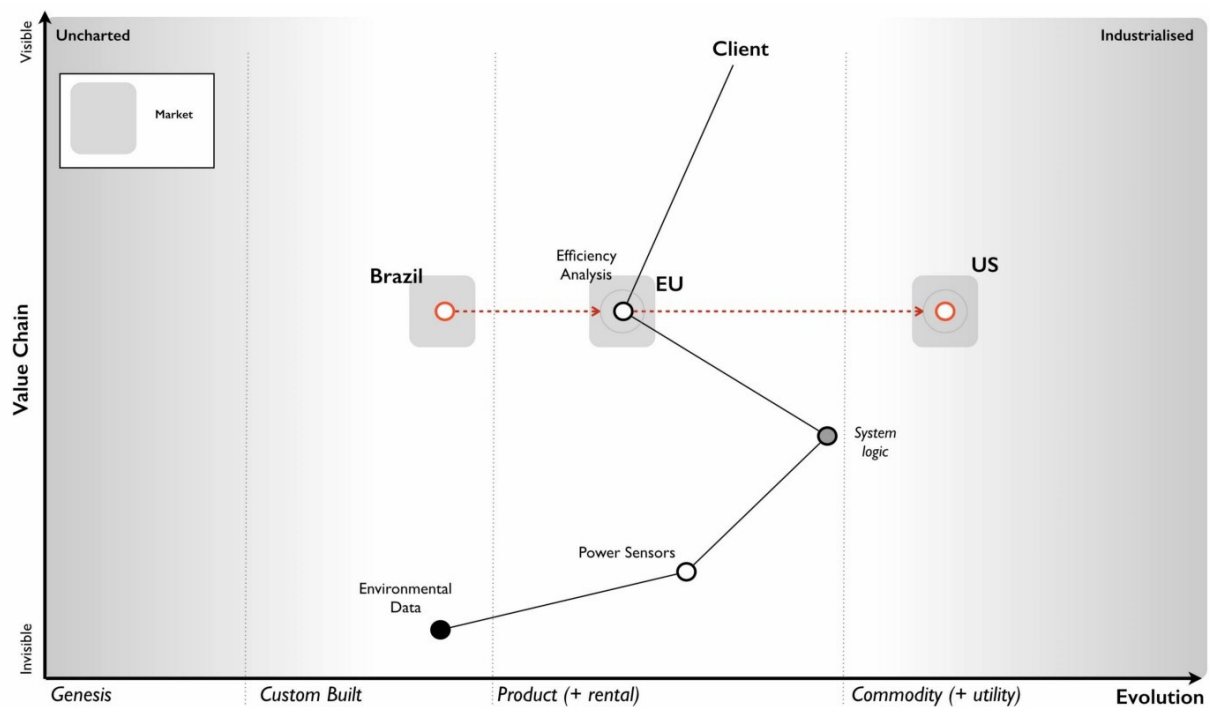 Visible
Uncharted
Client
Industrialised
Market
Efficiency
Analysis
Brazil
EU
US
Value Chain
System
logic
Power Sensors
Environmental
Data
Invisible
Genesis
Custom Built
Product (+ rental)
Commodity (+ utility)
Evolution